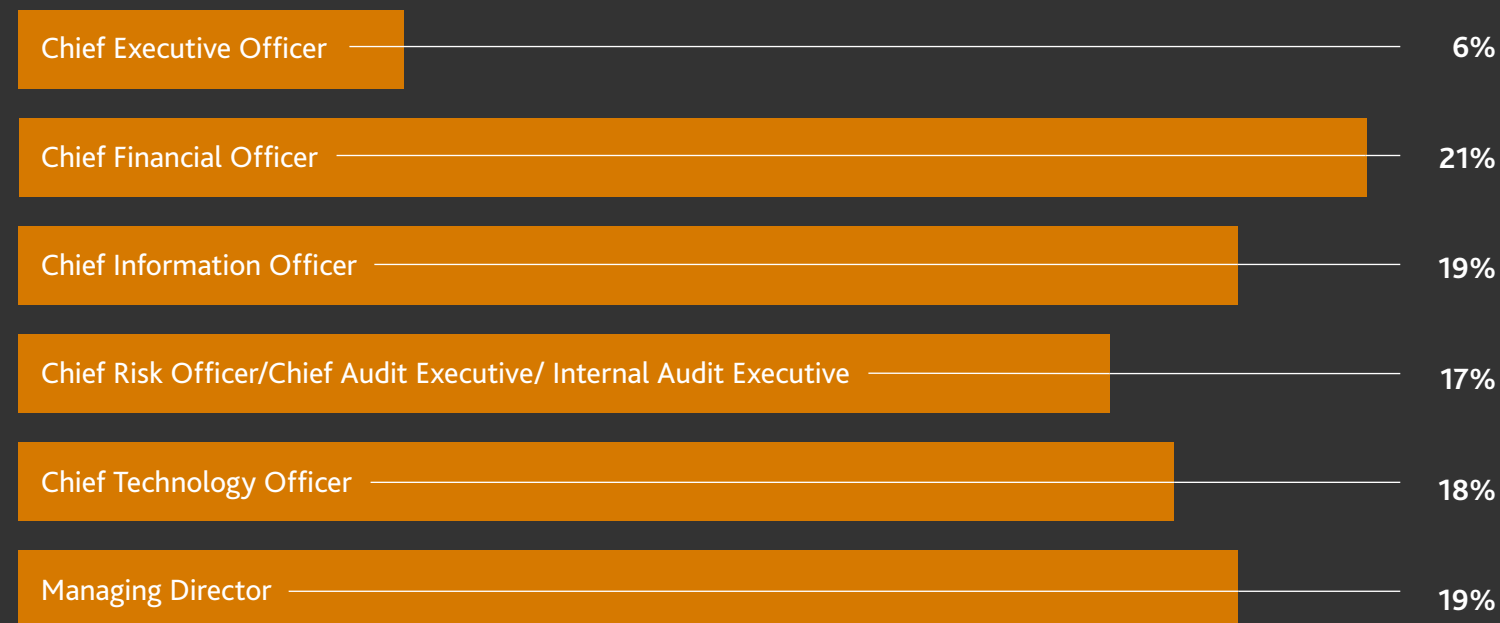 Chief Executive Officer 6%
Chief Financial Officer 21%
Chief Information Officer 19%
Chief Risk Officer/Chief Audit Executive/ Internal Audit Executive 17%
Chief Technology Officer 18%
Managing Director 19%